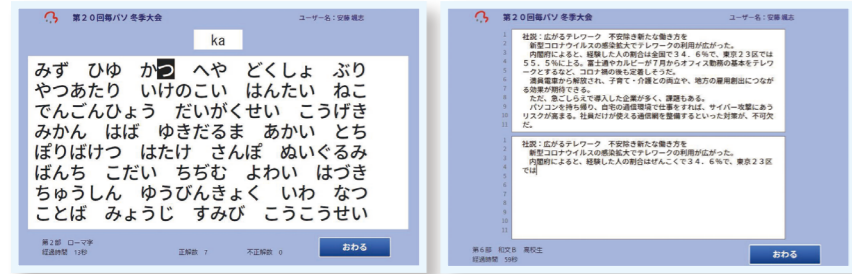 第２０回毎パソ 冬季大会
ユーザー名：安藤 颯志
ka
みず　ひゆ　かつ　へや　どくしょ　ぶり
やつあたり　いけのこい　はんたい　ねこ
でんごんひょう　だいがくせい　こうげき
みかん　はば　ゆきだるま　あかい　とち
ぽりばけつ　はたけ　さんぽ　ぬいぐるみ
ばんち　こだい　ちぢむ　よわい　はづき
ちゅうしん　ゆうびんきょく　いわ　なつ
ことば　みょうじ　すみび　こうこうせい
第２部　ローマ字
経過時間　13秒
正解数　7
不正解数　0
おわる
第２０回毎パソ 冬季大会
ユーザー名：安藤 颯志
1 社説：広がるテレワーク　不安除き新たな働き方を
2 　新型コロナウイルスの感染拡大でテレワークの利用が広がった。
3 　内閣府によると、経験した人の割合は全国で３４．６％で、東京２３区では
4 ５５．５％に上る。富士通やカルビーが７月からオフィス勤務の基本をテレワ
5 ークとするなど、コロナ禍の後も定着しそうだ。
6 　満員電車から解放され、子育て・介護との両立や、地方の雇用創出につなが
7 る効果が期待できる。
8 　ただ、急ごしらえで導入した企業が多く、課題もある。
9 　パソコンを持ち帰り、自宅の通信環境で仕事をすれば、サイバー攻撃にあう
10 リスクが高まる。社員だけが使える通信網を整備するといった対策が、不可欠
11 だ。
1 社説：広がるテレワーク　不安除き新たな働き方を
2 　新型コロナウイルスの感染拡大でテレワークの利用が広がった。
3 　内閣府によると、経験した人の割合はぜんこくで３４．６％で、東京２３区
4 では
5
6
7
8
9
10
11
第６部　和文Ｂ　高校生
経過時間　59秒
おわる